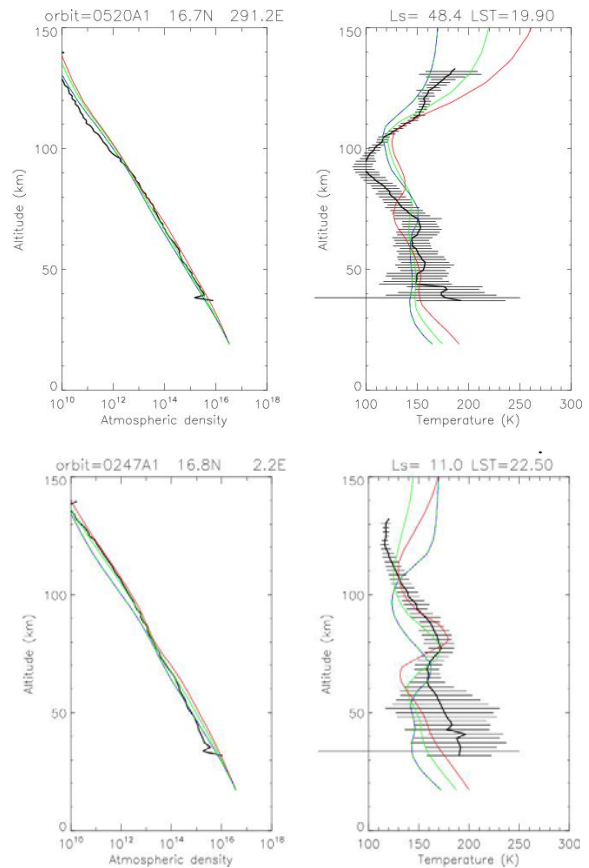 orbit=0520A1 16.7N 291.2E
Ls= 48.4 LST=19.90
150
100
50
0
Altitude (km)
10^10 10^12 10^14 10^16 10^18
Atmospheric density
150
100
50
0
Altitude (km)
100 150 200 250 300
Temperature (K)
orbit=0247A1 16.8N 2.2E
Ls= 11.0 LST=22.50
150
100
50
0
Altitude (km)
10^10 10^12 10^14 10^16 10^18
Atmospheric density
150
100
50
0
Altitude (km)
100 150 200 250 300
Temperature (K)